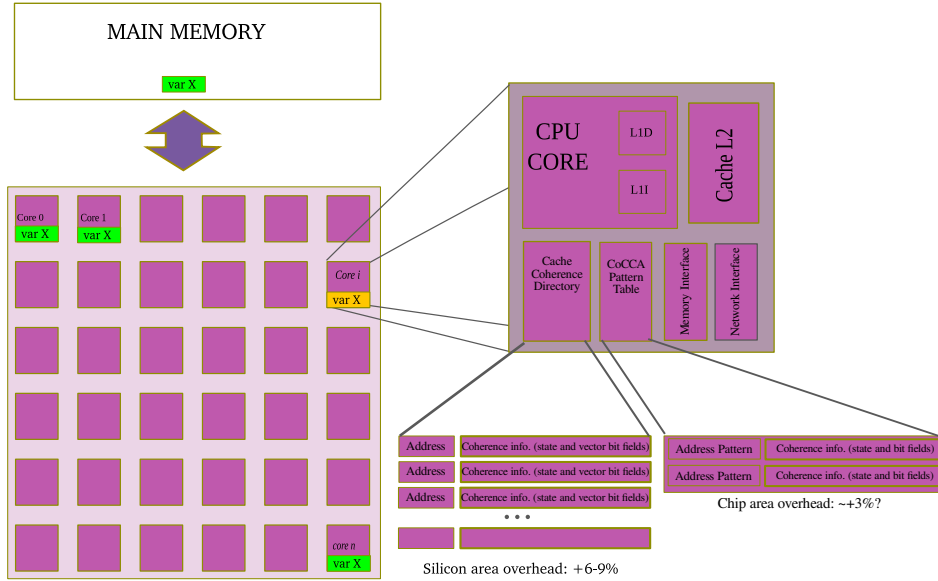 MAIN MEMORY
var X
Core 0
var X
Core 1
var X
Core i
var X
core n
var X
CPU
CORE
L1D
L1I
Cache L2
Cache
Coherence
Directory
CoCCA
Pattern
Table
Memory Interface
Network Interface
Address
Coherence info. (state and vector bit fields)
Address
Coherence info. (state and vector bit fields)
Address
Coherence info. (state and vector bit fields)
• • •
Silicon area overhead: +6-9%
Address Pattern
Coherence info. (state and bit fields)
Address Pattern
Coherence info. (state and bit fields)
Chip area overhead: ~+3%?